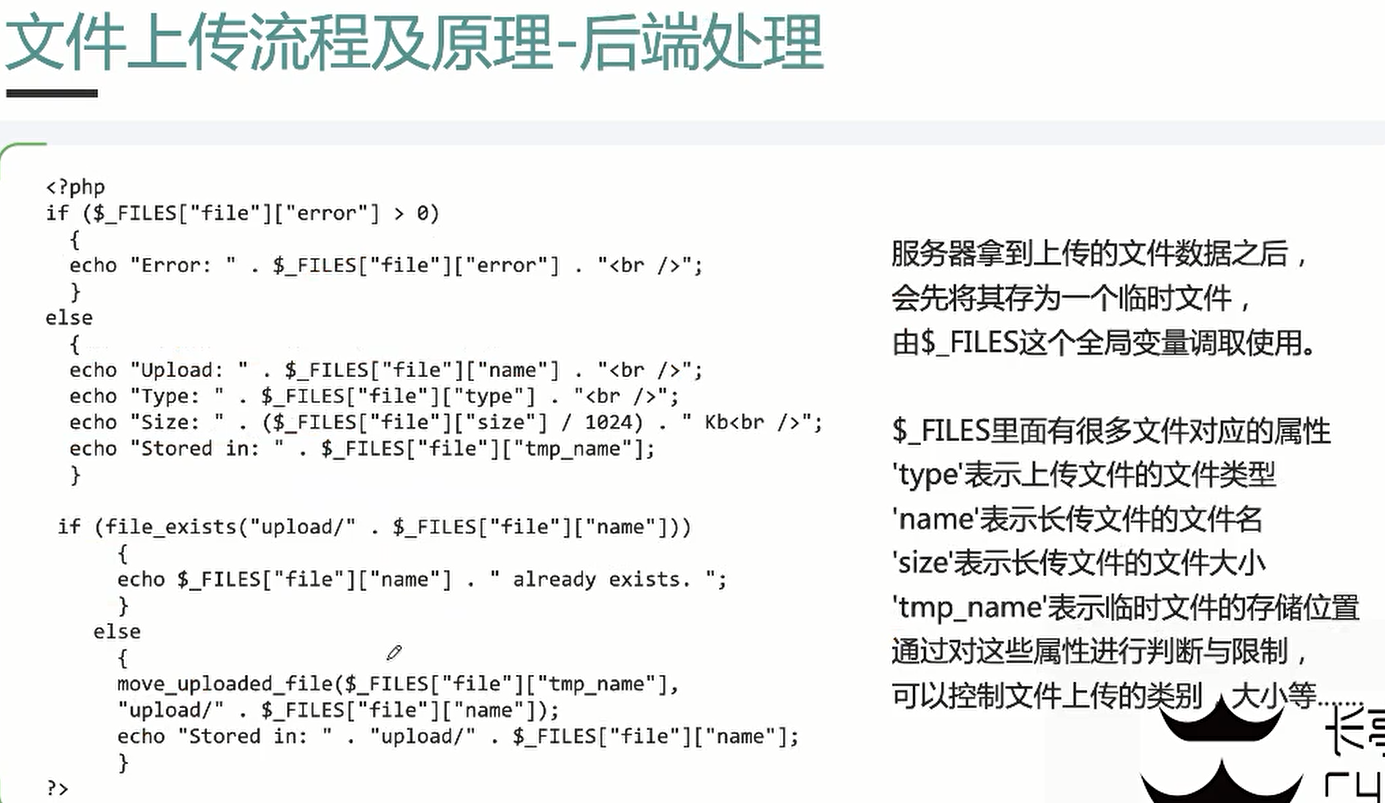 文件上传流程及原理-后端处理
<?php
if ($_FILES["file"]["error"] > 0)
  {
  echo "Error: " . $_FILES["file"]["error"] . "<br />";
  }
else
  {
  echo "Upload: " . $_FILES["file"]["name"] . "<br />";
  echo "Type: " . $_FILES["file"]["type"] . "<br />";
  echo "Size: " . ($_FILES["file"]["size"] / 1024) . " Kb<br />";
  echo "Stored in: " . $_FILES["file"]["tmp_name"];
  }
 if (file_exists("upload/" . $_FILES["file"]["name"]))
      {
      echo $_FILES["file"]["name"] . " already exists. ";
      }
    else
      {
      move_uploaded_file($_FILES["file"]["tmp_name"],
      "upload/" . $_FILES["file"]["name"]);
      echo "Stored in: " . "upload/" . $_FILES["file"]["name"];
      }
?>
服务器拿到上传的文件数据之后，
会先将其存为一个临时文件，
由$_FILES这个全局变量调取使用。
$_FILES里面有很多文件对应的属性
'type'表示上传文件的文件类型
'name'表示长传文件的文件名
'size'表示长传文件的文件大小
'tmp_name'表示临时文件的存储位置
通过对这些属性进行判断与限制，
可以控制文件上传的类别，大小等......
长亭